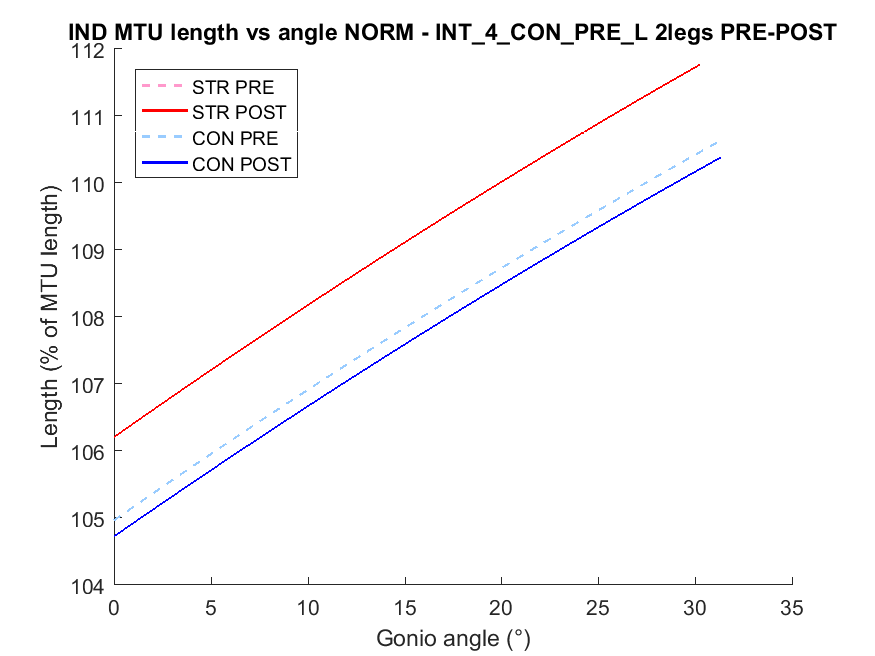 IND MTU length vs angle NORM - INT_4_CON_PRE_L 2legs PRE-POST
112
111
110
109
108
107
106
105
104
Length (% of MTU length)
STR PRE
STR POST
CON PRE
CON POST
0 5 10 15 20 25 30 35
Gonio angle (°)